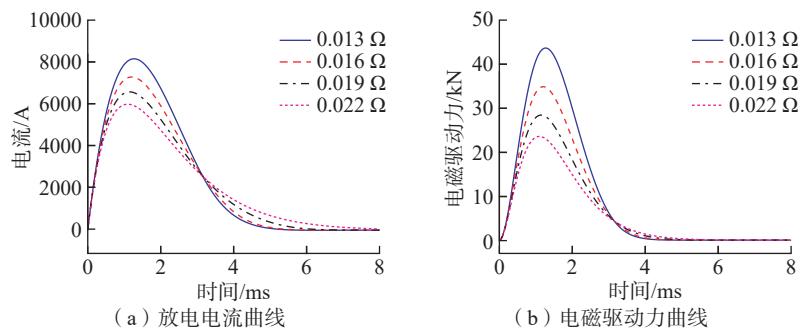 10000
8000
6000
4000
2000
0
电流/A
0.013 Ω
0.016 Ω
0.019 Ω
0.022 Ω
0 2 4 6 8
时间/ms
（a）放电电流曲线
50
40
30
20
10
0
电磁驱动力/kN
0.013 Ω
0.016 Ω
0.019 Ω
0.022 Ω
0 2 4 6 8
时间/ms
（b）电磁驱动力曲线